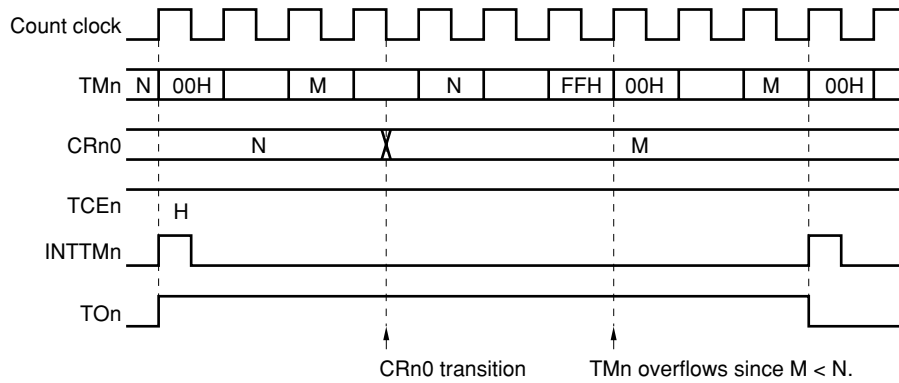 Count clock
TMn N 00H M N FFH 00H M 00H
CRn0 N M
TCEn H
INTTMn
TOn
CRn0 transition TMn overflows since M < N.